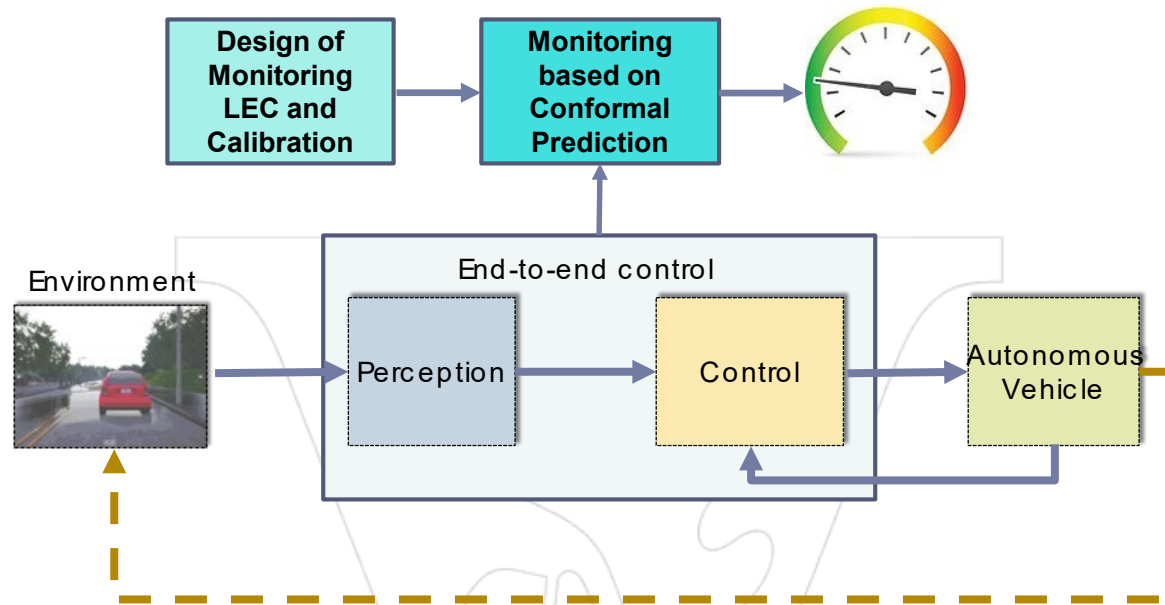 Design of
Monitoring
LEC and
Calibration
Monitoring
based on
Conformal
Prediction
End-to-end control
Environment
Perception
Control
Autonomous
Vehicle